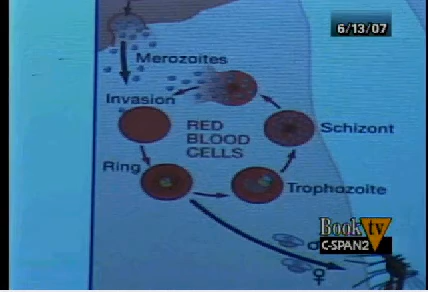 6/13/07
Merozoites
Invasion
RED
BLOOD
CELLS
Schizont
Ring
Trophozoite
Book tv
C-SPAN2
♂
♀